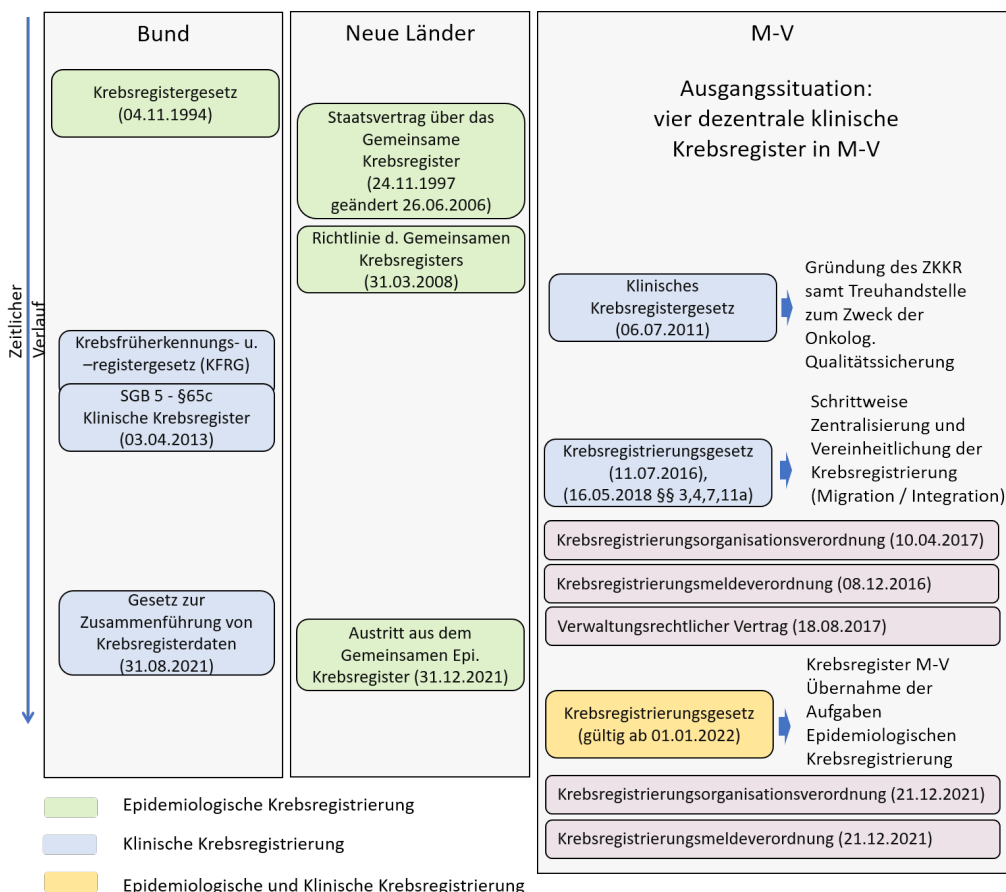 Zeitlicher
Verlauf
Bund
Krebsregistergesetz
(04.11.1994)
Krebsfrüherkennungs- u.
–registergesetz (KFRG)
SGB 5 - §65c
Klinische Krebsregister
(03.04.2013)
Gesetz zur
Zusammenführung von
Krebsregisterdaten
(31.08.2021)
Neue Länder
Staatsvertrag über das
Gemeinsame
Krebsregister
(24.11.1997
geändert 26.06.2006)
Richtlinie d. Gemeinsamen
Krebsregisters
(31.03.2008)
Austritt aus dem
Gemeinsamen Epi.
Krebsregister (31.12.2021)
M-V
Ausgangssituation:
vier dezentrale klinische
Krebsregister in M-V
Klinisches
Krebsregistergesetz
(06.07.2011)
Gründung des ZKKR
samt Treuhandstelle
zum Zweck der
Onkolog.
Qualitätssicherung
Krebsregistrierungsgesetz
(11.07.2016),
(16.05.2018 §§ 3,4,7,11a)
Schrittweise
Zentralisierung und
Vereinheitlichung der
Krebsregistrierung
(Migration / Integration)
Krebsregistrierungsorganisationsverordnung (10.04.2017)
Krebsregistrierungsmeldeverordnung (08.12.2016)
Verwaltungsrechtlicher Vertrag (18.08.2017)
Krebsregistrierungsgesetz
(gültig ab 01.01.2022)
Krebsregister M-V
Übernahme der
Aufgaben
Epidemiologischen
Krebsregistrierung
Krebsregistrierungsorganisationsverordnung (21.12.2021)
Krebsregistrierungsmeldeverordnung (21.12.2021)
Epidemiologische Krebsregistrierung
Klinische Krebsregistrierung
Epidemiologische und Klinische Krebsregistrierung